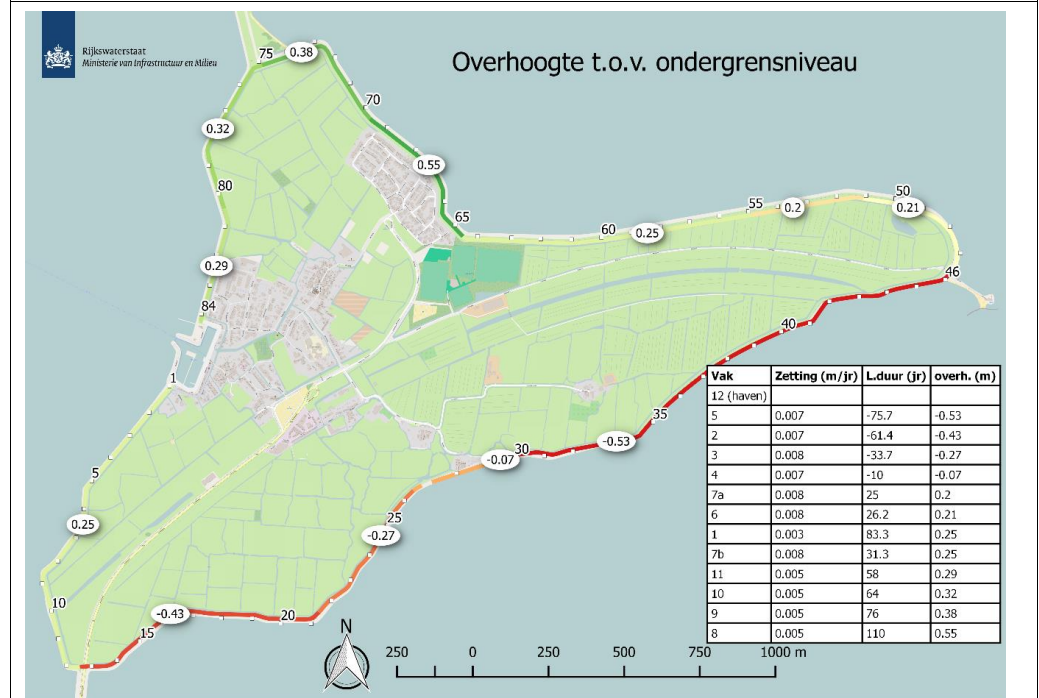 Rijkswaterstaat
Ministerie van Infrastructuur en Milieu
Overhoogte t.o.v. ondergrensniveau
75
0.38
70
0.32
0.55
80
65
60
0.25
55
0.2
50
0.21
46
0.29
84
1
40
35
5
0.25
30
-0.53
-0.07
25
-0.27
10
-0.43
15
20
Vak Zetting (m/jr) L.duur (jr) overh. (m)
12 (haven)
5 0.007 -75.7 -0.53
2 0.007 -61.4 -0.43
3 0.008 -33.7 -0.27
4 0.007 -10 -0.07
7a 0.008 25 0.2
6 0.008 26.2 0.21
1 0.003 83.3 0.25
7b 0.008 31.3 0.25
11 0.005 58 0.29
10 0.005 64 0.32
9 0.005 76 0.38
8 0.005 110 0.55
N
250 0 250 500 750 1000 m